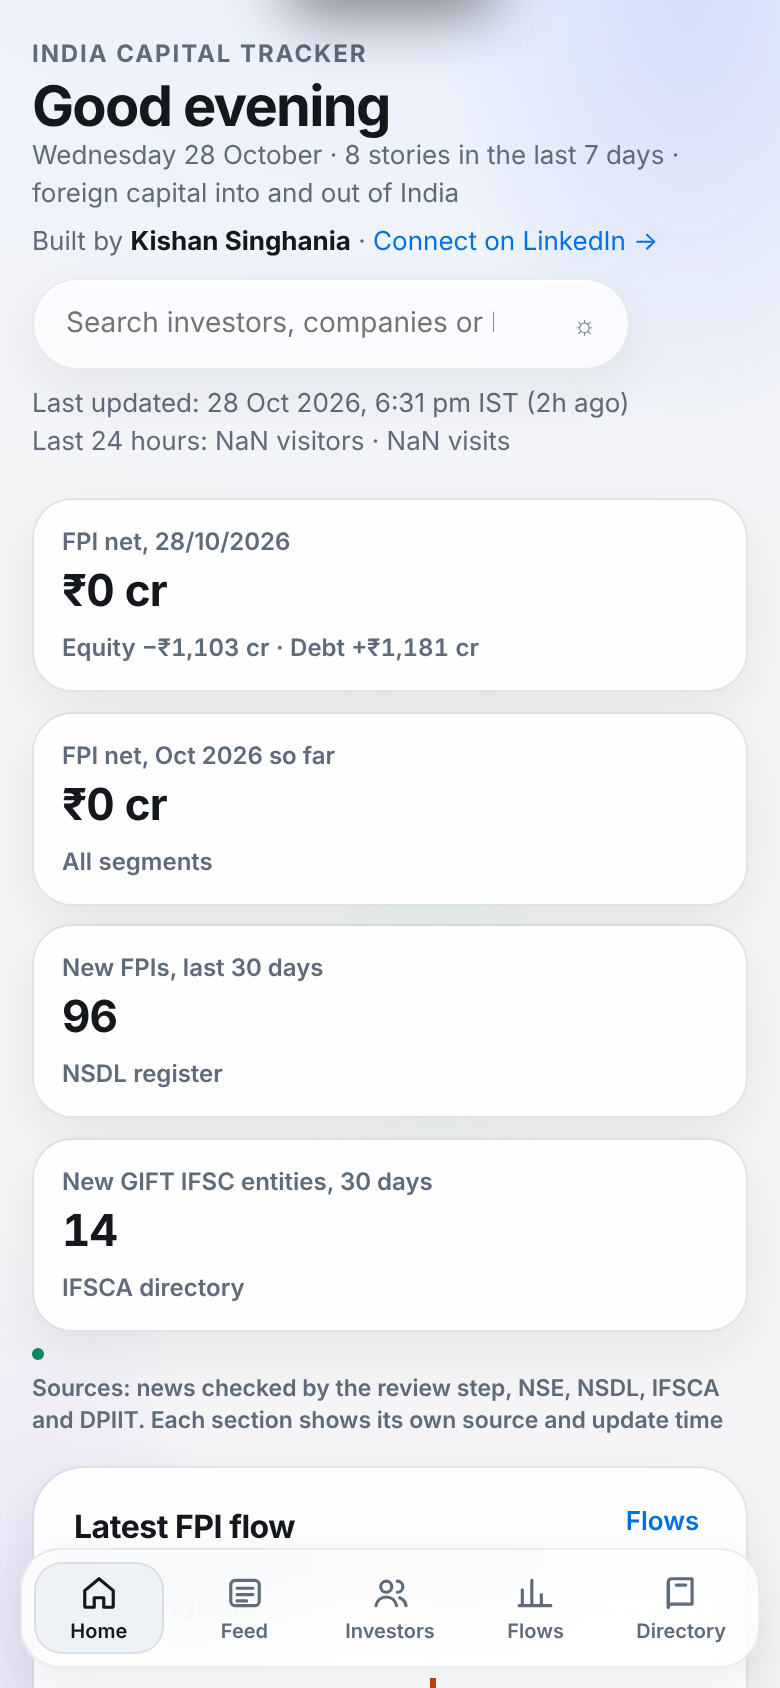 INDIA CAPITAL TRACKER
Good evening
Wednesday 28 October · 8 stories in the last 7 days ·
foreign capital into and out of India
Built by Kishan Singhania · Connect on LinkedIn →
Search investors, companies or
Last updated: 28 Oct 2026, 6:31 pm IST (2h ago)
Last 24 hours: NaN visitors · NaN visits
FPI net, 28/10/2026
₹0 cr
Equity −₹1,103 cr · Debt +₹1,181 cr
FPI net, Oct 2026 so far
₹0 cr
All segments
New FPIs, last 30 days
96
NSDL register
New GIFT IFSC entities, 30 days
14
IFSCA directory
Sources: news checked by the review step, NSE, NSDL, IFSCA
and DPIIT. Each section shows its own source and update time
Latest FPI flow
Flows
Home
Feed
Investors
Flows
Directory